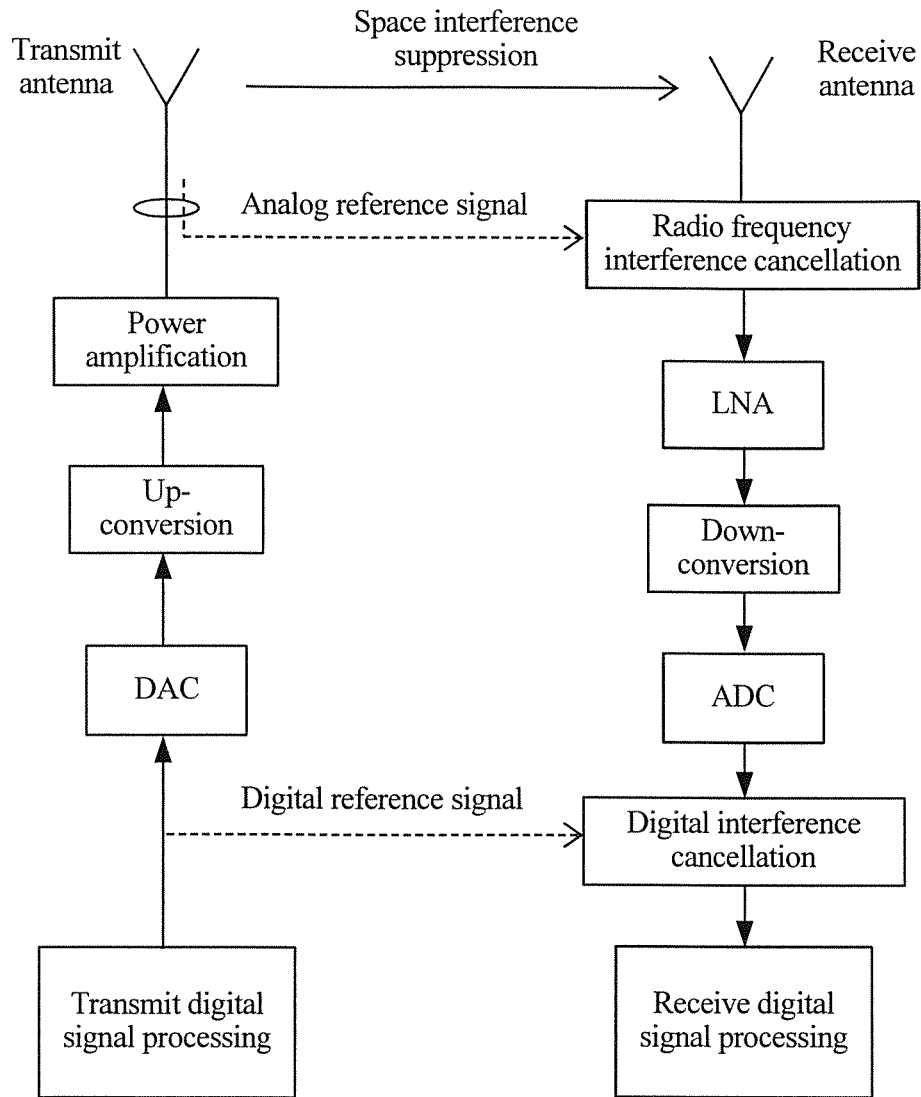 Space interference
suppression
Transmit
antenna
Receive
antenna
Analog reference signal
Radio frequency
interference cancellation
Power
amplification
LNA
Up-
conversion
Down-
conversion
DAC
ADC
Digital reference signal
Digital interference
cancellation
Transmit digital
signal processing
Receive digital
signal processing